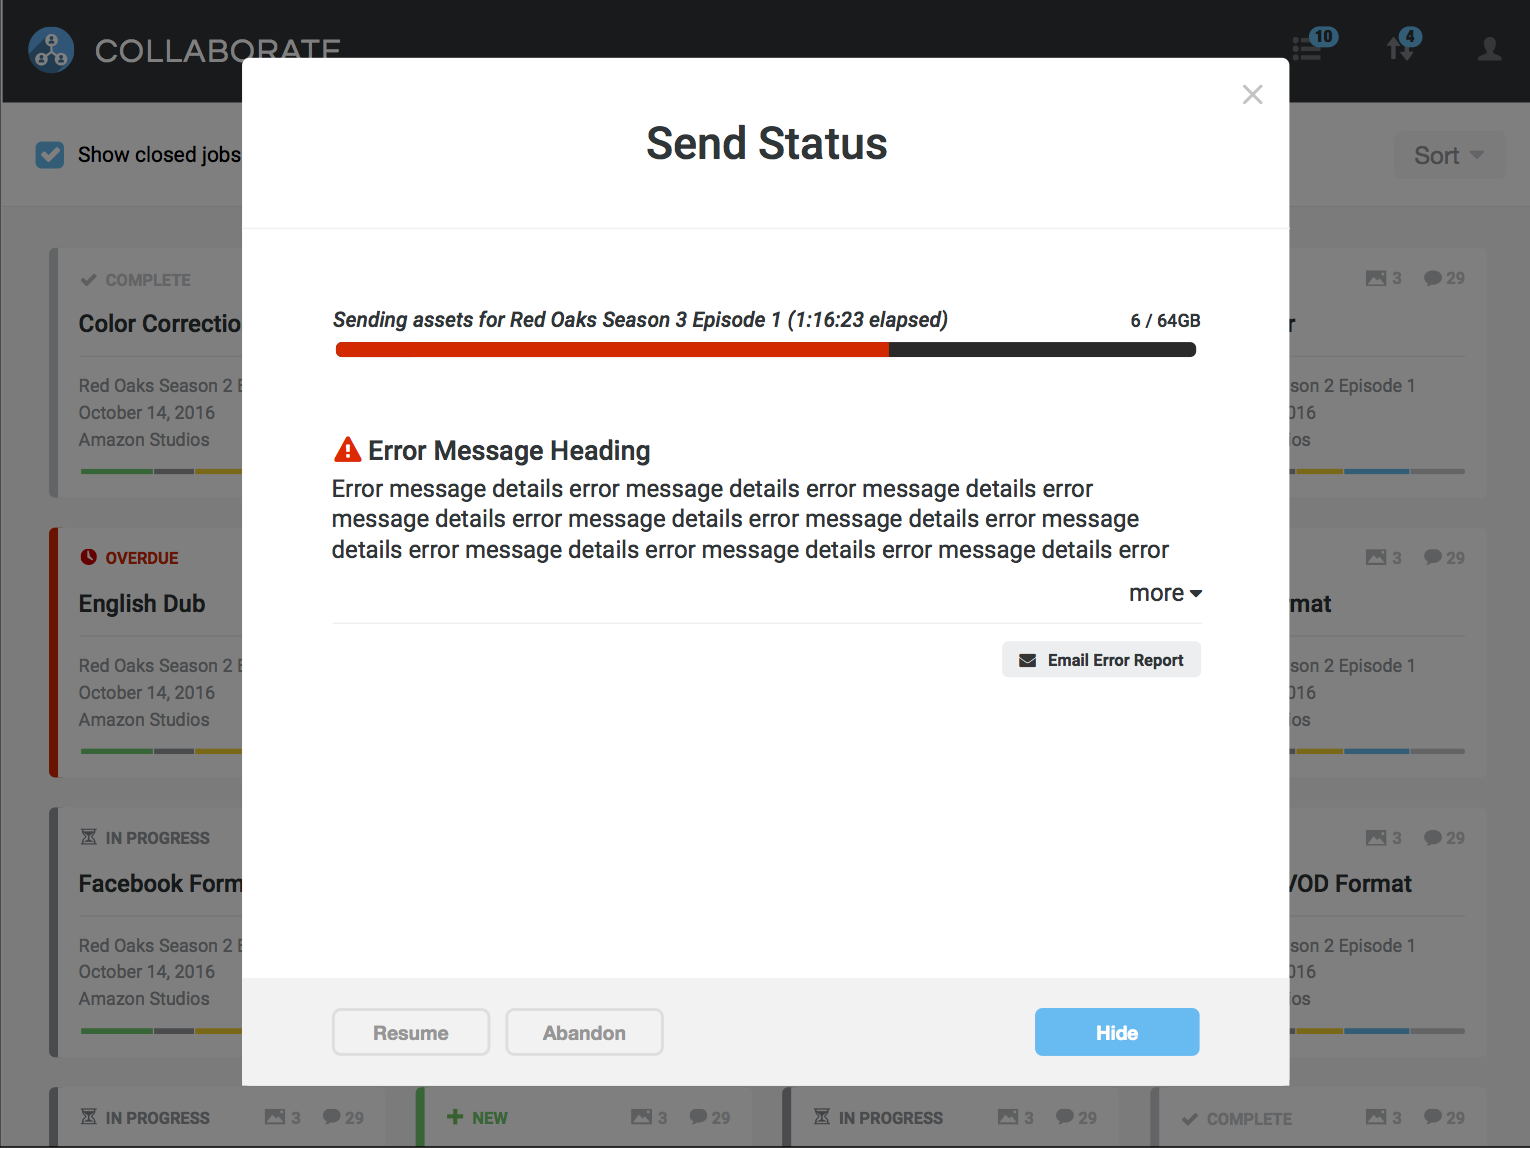 COLLABORATE
10
4
Send Status
Show closed jobs
Sort
Sending assets for Red Oaks Season 3 Episode 1 (1:16:23 elapsed)
6 / 64GB
Error Message Heading
Error message details error message details error message details error
message details error message details error message details error message
details error message details error message details error message details error
more
Email Error Report
Resume
Abandon
Hide
COMPLETE
Color Correctio
Red Oaks Season 2 E
October 14, 2016
Amazon Studios
3
29
r
son 2 Episode 1
016
ios
OVERDUE
English Dub
Red Oaks Season 2 E
October 14, 2016
Amazon Studios
3
29
mat
son 2 Episode 1
016
ios
IN PROGRESS
Facebook Form
Red Oaks Season 2 E
October 14, 2016
Amazon Studios
3
29
VOD Format
son 2 Episode 1
016
ios
IN PROGRESS
3
29
NEW
3
29
IN PROGRESS
3
29
COMPLETE
3
29